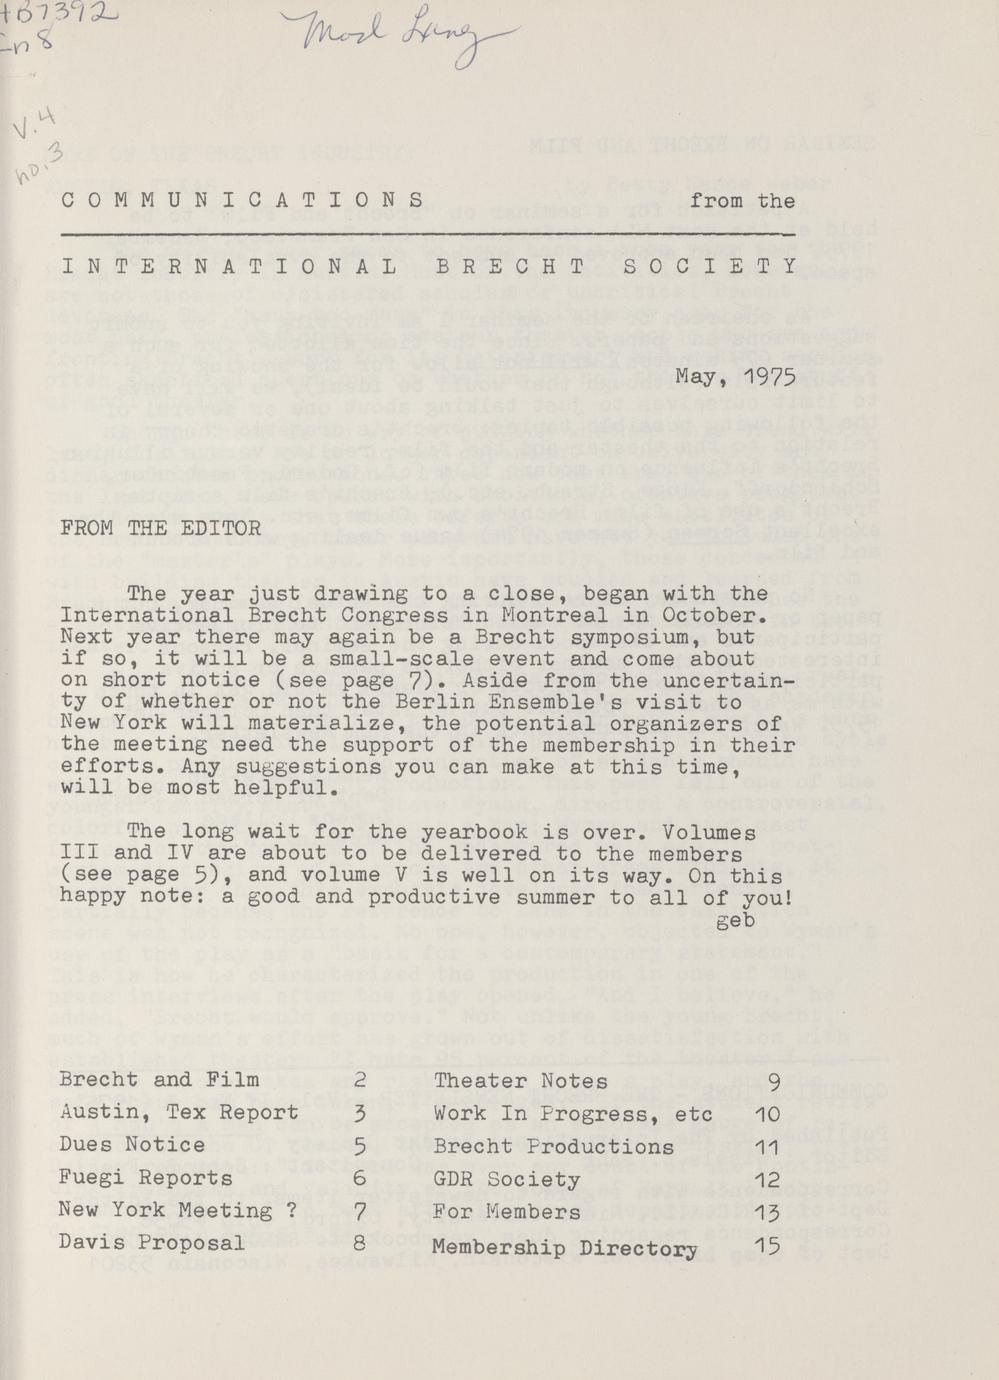 +B7392
In8
Mod Lang
V.4
no.3
COMMUNICATIONS from the
INTERNATIONAL BRECHT SOCIETY
May, 1975
FROM THE EDITOR
The year just drawing to a close, began with the
International Brecht Congress in Montreal in October.
Next year there may again be a Brecht symposium, but
if so, it will be a small-scale event and come about
on short notice (see page 7). Aside from the uncertain-
ty of whether or not the Berlin Ensemble's visit to
New York will materialize, the potential organizers of
the meeting need the support of the membership in their
efforts. Any suggestions you can make at this time,
will be most helpful.
The long wait for the yearbook is over. Volumes
III and IV are about to be delivered to the members
(see page 5), and volume V is well on its way. On this
happy note: a good and productive summer to all of you!
geb
Brecht and Film 2
Austin, Tex Report 3
Dues Notice 5
Fuegi Reports 6
New York Meeting ? 7
Davis Proposal 8
Theater Notes 9
Work In Progress, etc 10
Brecht Productions 11
GDR Society 12
For Members 13
Membership Directory 15